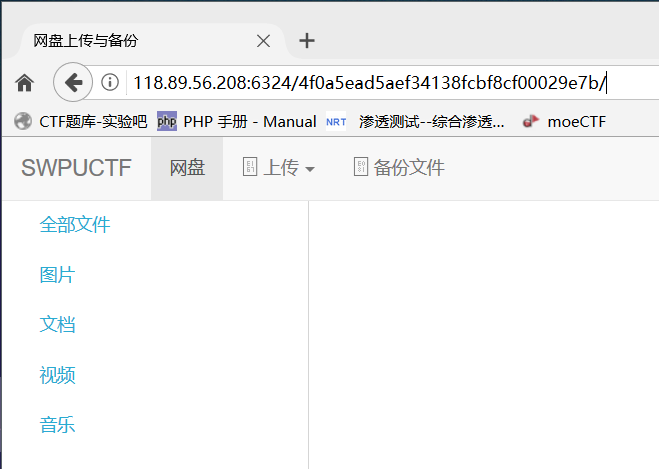 网盘上传与备份
118.89.56.208:6324/4f0a5ead5aef34138fcbf8cf00029e7b/
CTF题库-实验吧 php PHP 手册 - Manual NRT 渗透测试--综合渗透... moeCTF
SWPUCTF 网盘 上传 备份文件
全部文件
图片
文档
视频
音乐